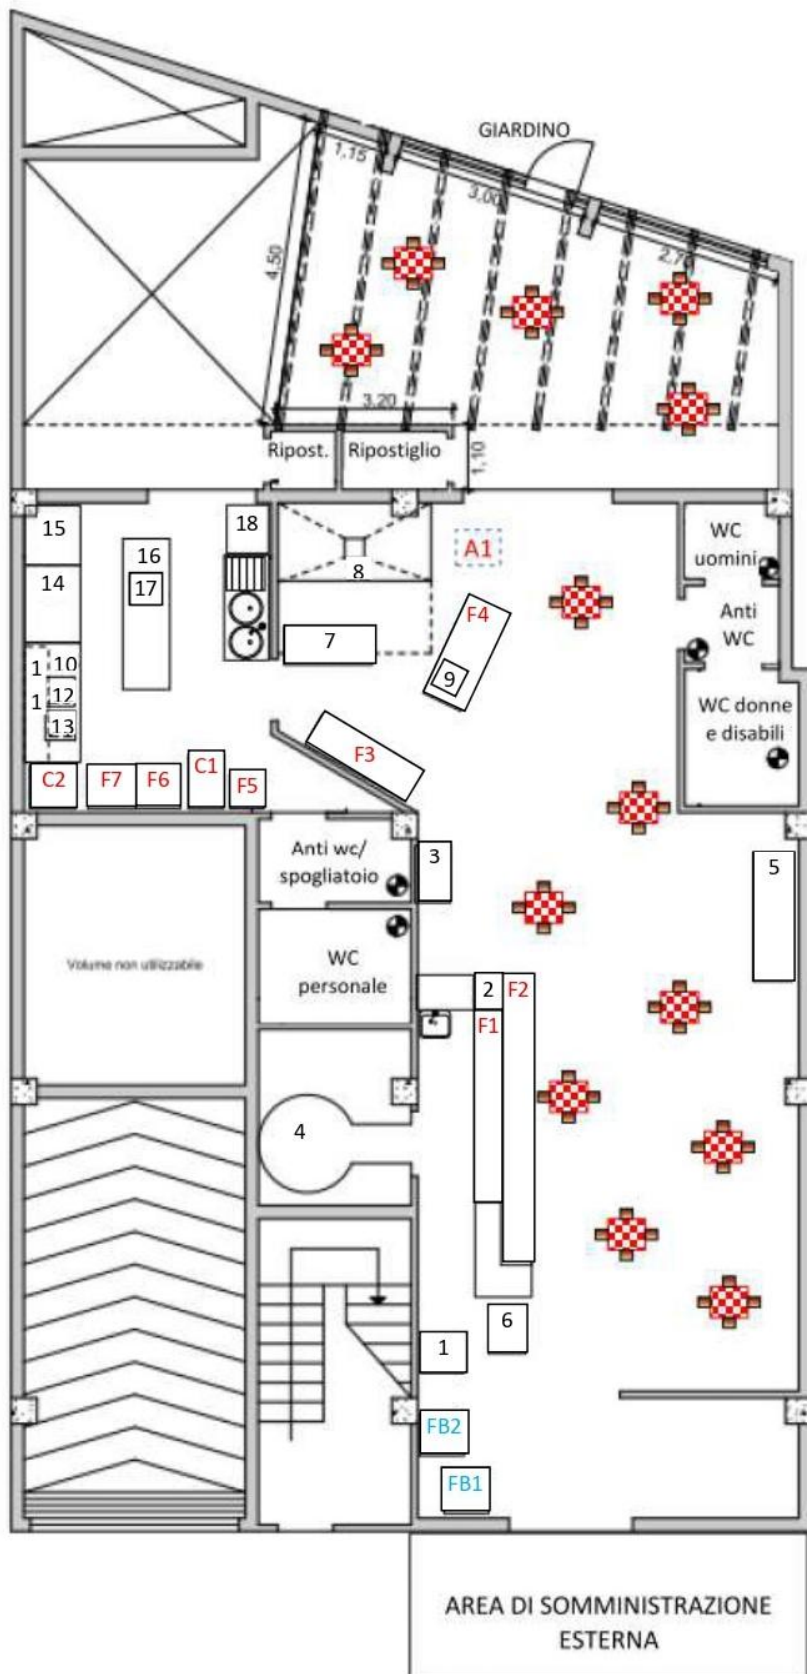 GIARDINO
1,15
3,00
2,70
4,50
3,20
Ripost.
Ripostiglio
1,10
15
18
WC
uomini
16
A1
17
8
14
F4
Anti
WC
7
1
10
9
1
12
WC donne
e disabili
13
F3
C2
F7
F6
C1
F5
Anti wc/
spogliatoio
3
5
Volume non utilizzabile
WC
personale
2
F2
F1
4
6
1
FB2
FB1
AREA DI SOMMINISTRAZIONE
ESTERNA